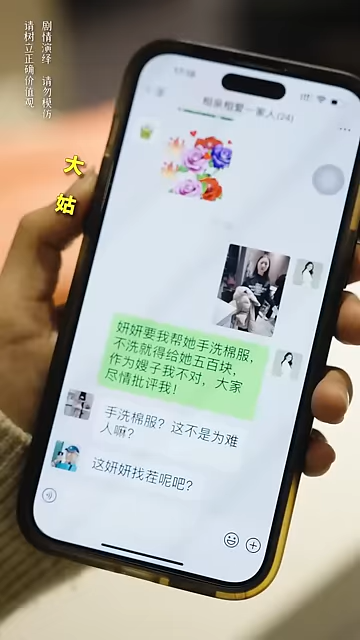 剧情演绎 请勿模仿
请树立正确价值观
大姑
17:18
相亲相爱一家人(24)
妍妍要我帮她手洗棉服，
不洗就得给她五百块，
作为嫂子我不对，大家
尽情批评我！
手洗棉服？这不是为难
人嘛？
这妍妍找茬呢吧？